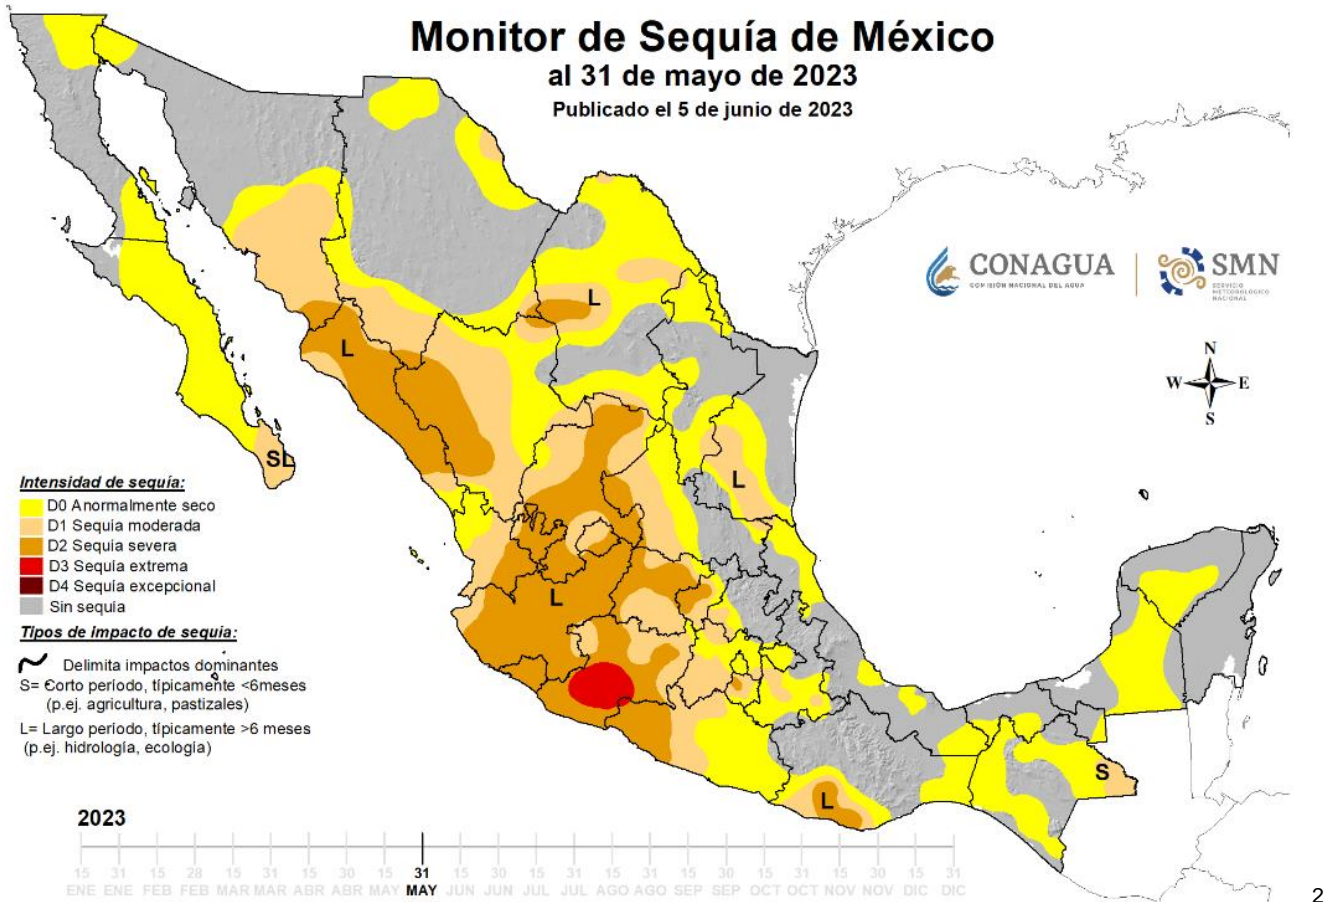 Monitor de Sequía de México
al 31 de mayo de 2023
Publicado el 5 de junio de 2023
CONAGUA
COMISIÓN NACIONAL DEL AGUA
SMN
SERVICIO
METEOROLÓGICO
NACIONAL
N
W E
S
L
L
SL
L
L
S
L
Intensidad de sequía:
D0 Anormalmente seco
D1 Sequía moderada
D2 Sequía severa
D3 Sequía extrema
D4 Sequía excepcional
Sin sequía
Tipos de impacto de sequía:
Delimita impactos dominantes
S= Corto período, típicamente <6meses
(p.ej. agricultura, pastizales)
L= Largo período, típicamente >6 meses
(p.ej. hidrología, ecología)
2023
15 31 15 28 15 31 15 30 15 31 15 30 15 31 15 31 15 30 15 31 15 30 15 31
ENE ENE FEB FEB MAR MAR ABR ABR MAY MAY JUN JUN JUL JUL AGO AGO SEP SEP OCT OCT NOV NOV DIC DIC
2